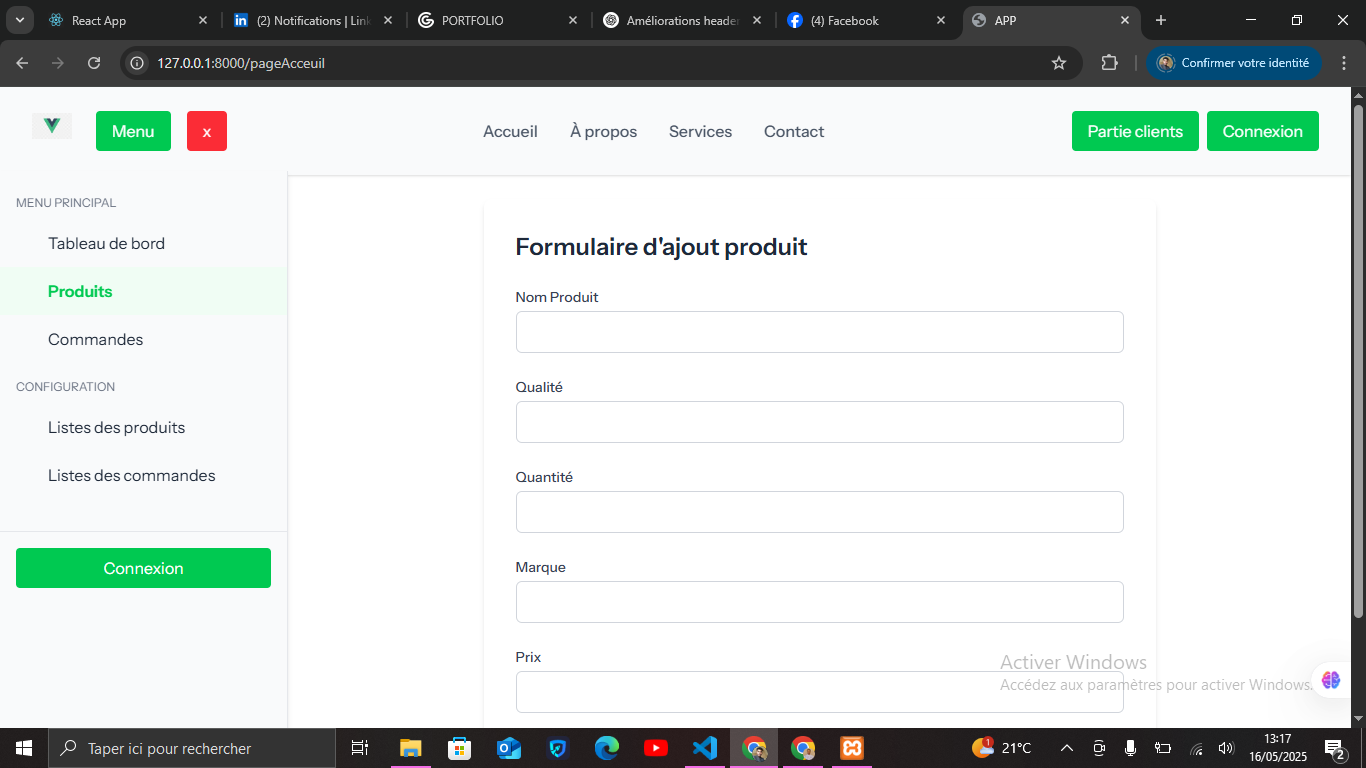 React App
(2) Notifications | Link
PORTFOLIO
Améliorations header
(4) Facebook
APP
127.0.0.1:8000/pageAcceuil
Confirmer votre identité
Menu
x
Accueil
À propos
Services
Contact
Partie clients
Connexion
MENU PRINCIPAL
Tableau de bord
Produits
Commandes
CONFIGURATION
Listes des produits
Listes des commandes
Connexion
Formulaire d'ajout produit
Nom Produit
Qualité
Quantité
Marque
Prix
Activer Windows
Accédez aux paramètres pour activer Windows.
Taper ici pour rechercher
1
21°C
13:17
16/05/2025
2